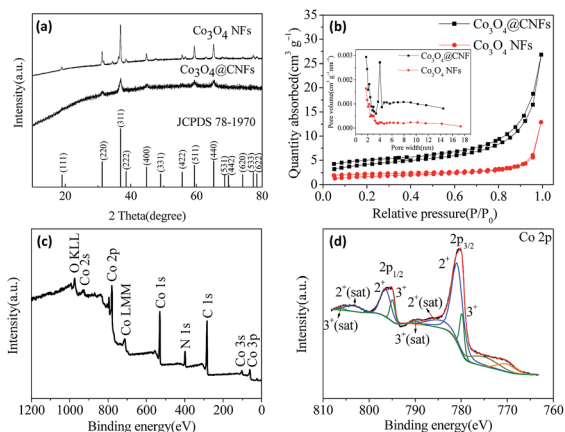 (a)
Co3O4 NFs
Co3O4@CNFs
JCPDS 78-1970
(111)
(220)
(311)
(222)
(400)
(331)
(422)
(511)
(440)
(531)
(442)
(620)
(533)
(622)
20 40 60 80
2 Theta(degree)
Intensity(a.u.)
(b)
Co3O4@CNFs
Co3O4 NFs
Quantity absorbed(cm3 g-1)
35
30
25
20
15
10
5
0
0.0 0.2 0.4 0.6 0.8 1.0
Relative pressure(P/P0)
Pore volume(cm3 g-1 nm-1)
0.003
0.002
0.001
0.000
Co3O4@CNF
Co3O4 NFs
0 2 4 6 8 10 12 14 16 18
Pore width(nm)
(c)
O KLL
Co 2s
Co 2p
Co LMM
O 1s
N 1s
C 1s
Co 3s
Co 3p
Intensity(a.u.)
1200 1000 800 600 400 200 0
Binding energy(eV)
(d)
Co 2p
2p3/2
2p1/2
2+
3+
2+
3+
2+(sat)
2+(sat)
3+(sat)
3+(sat)
Intensity(a.u.)
810 800 790 780 770 760
Binding energy(eV)